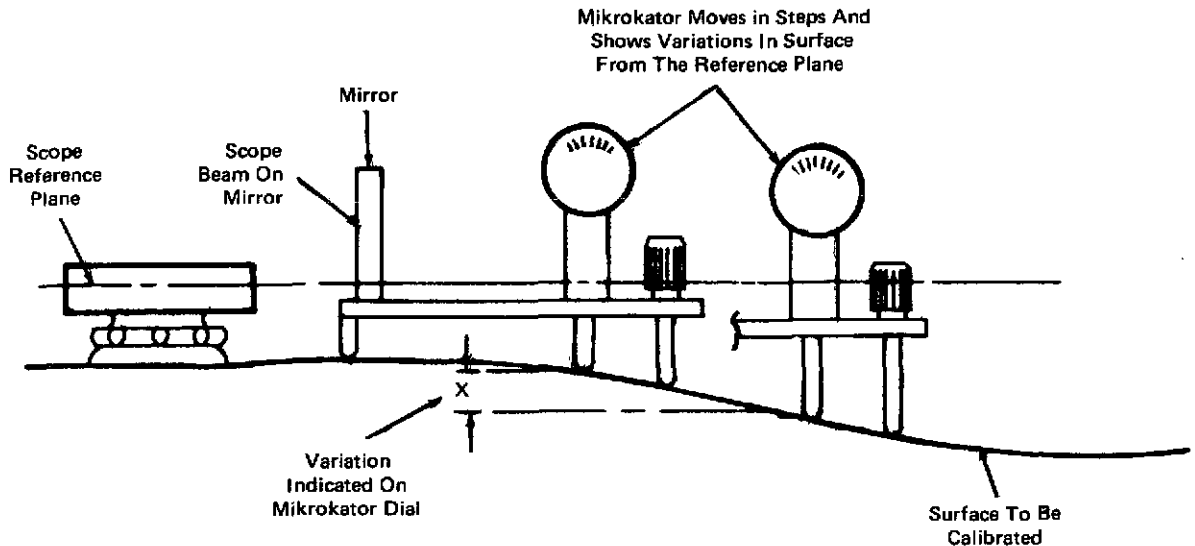 Mikrokator Moves in Steps And
Shows Variations In Surface
From The Reference Plane
Mirror
Scope
Reference
Plane
Scope
Beam On
Mirror
X
Variation
Indicated On
Mikrokator Dial
Surface To Be
Calibrated